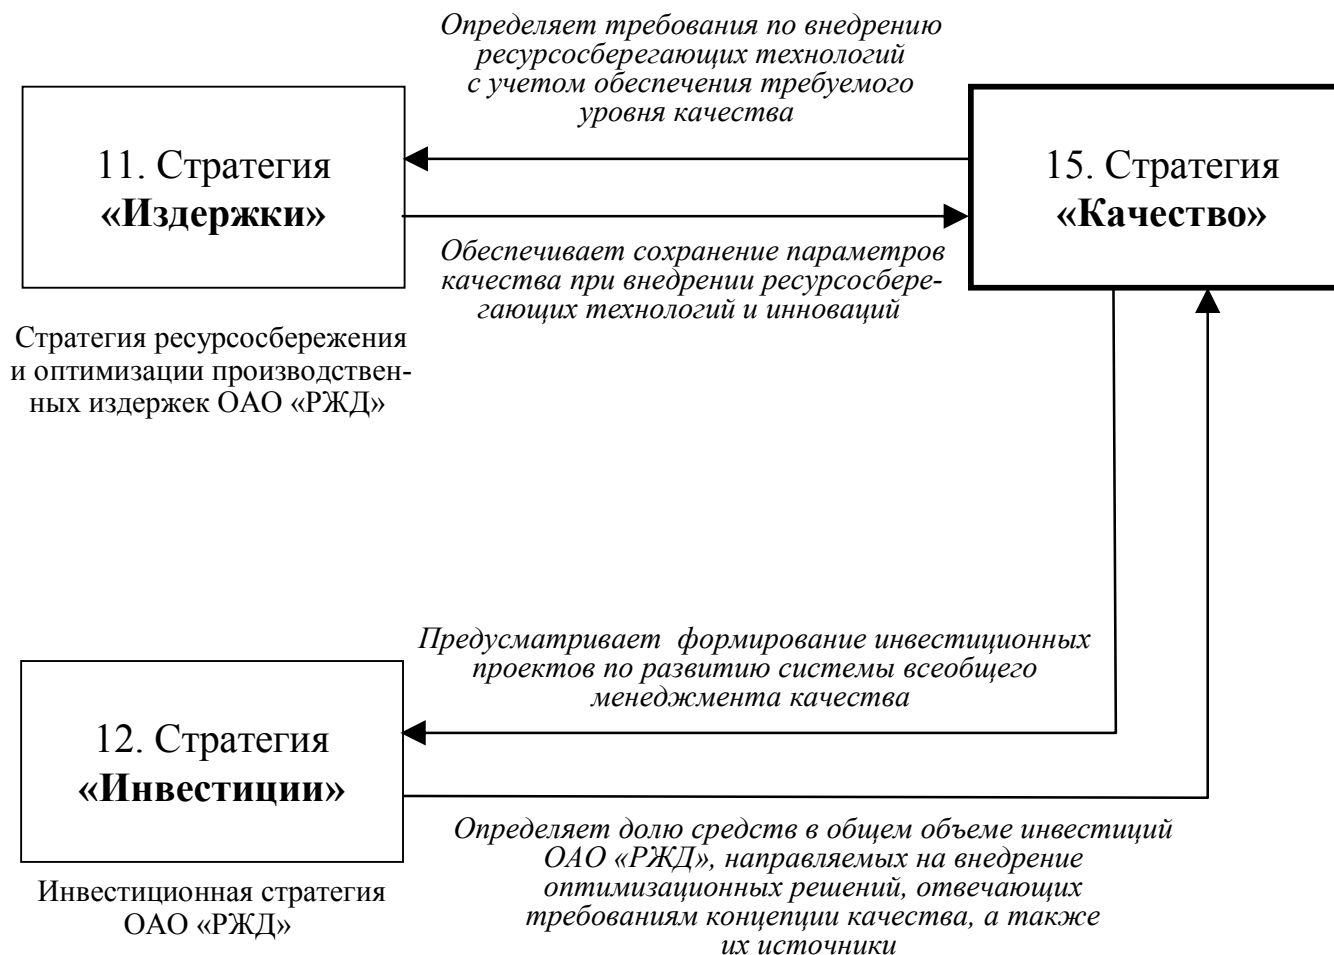 Определяет требования по внедрению
ресурсосберегающих технологий
с учетом обеспечения требуемого
уровня качества
11. Стратегия
«Издержки»
15. Стратегия
«Качество»
Обеспечивает сохранение параметров
качества при внедрении ресурсосбере-
гающих технологий и инноваций
Стратегия ресурсосбережения
и оптимизации производствен-
ных издержек ОАО «РЖД»
Предусматривает формирование инвестиционных
проектов по развитию системы всеобщего
менеджмента качества
12. Стратегия
«Инвестиции»
Определяет долю средств в общем объеме инвестиций
ОАО «РЖД», направляемых на внедрение
оптимизационных решений, отвечающих
требованиям концепции качества, а также
их источники
Инвестиционная стратегия
ОАО «РЖД»